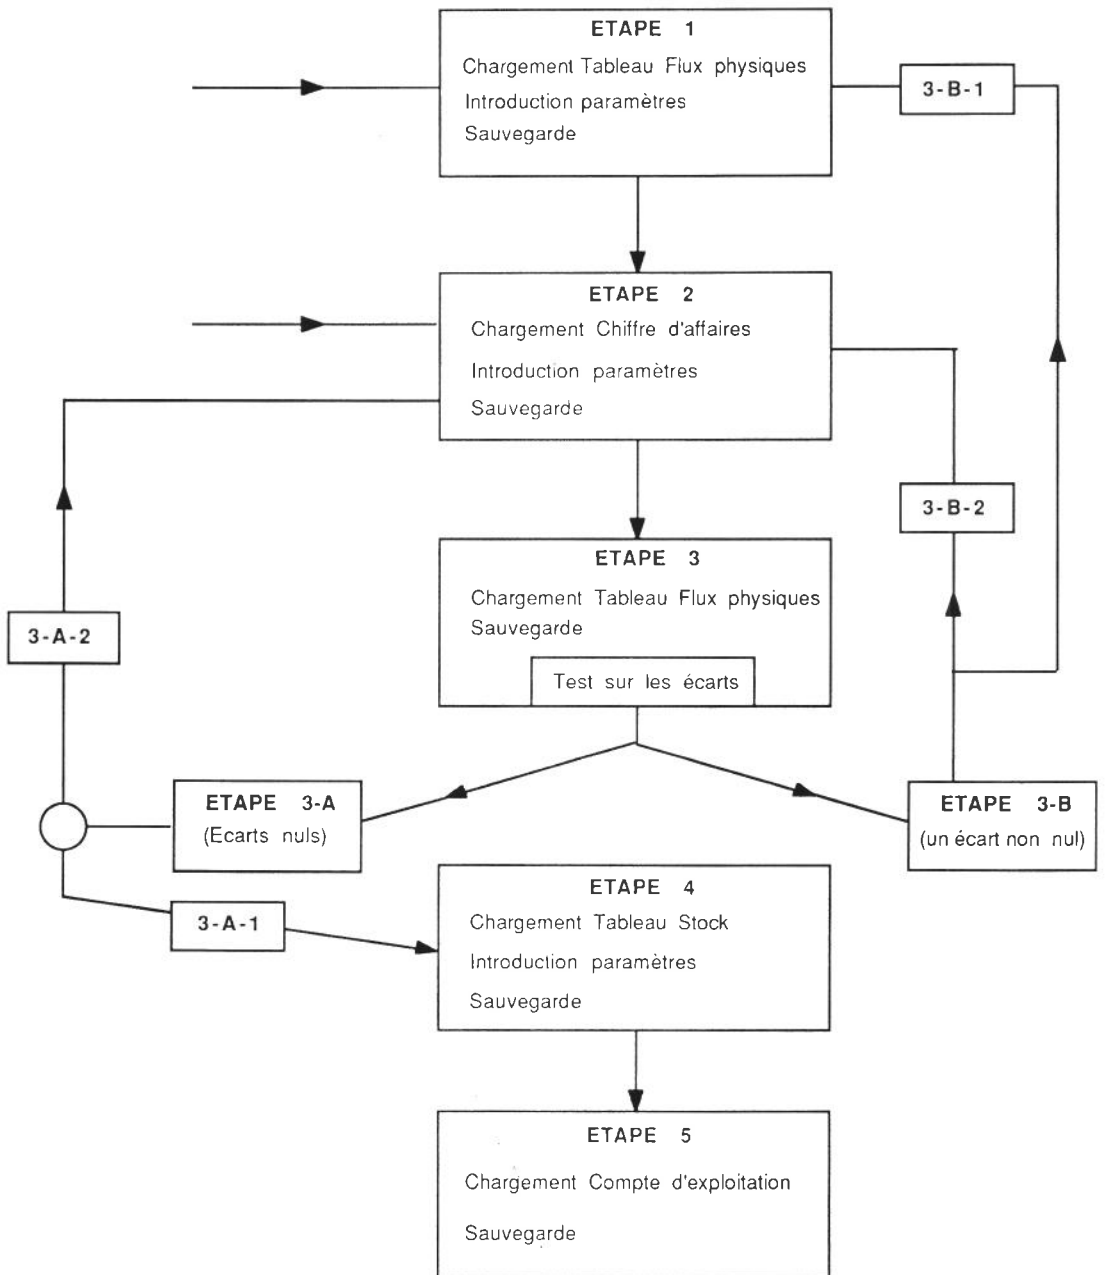 ETAPE 1
Chargement Tableau Flux physiques
Introduction paramètres
Sauvegarde
3-B-1
ETAPE 2
Chargement Chiffre d'affaires
Introduction paramètres
Sauvegarde
3-B-2
ETAPE 3
Chargement Tableau Flux physiques
Sauvegarde
Test sur les écarts
3-A-2
ETAPE 3-A
(Ecarts nuls)
ETAPE 3-B
(un écart non nul)
3-A-1
ETAPE 4
Chargement Tableau Stock
Introduction paramètres
Sauvegarde
ETAPE 5
Chargement Compte d'exploitation
Sauvegarde